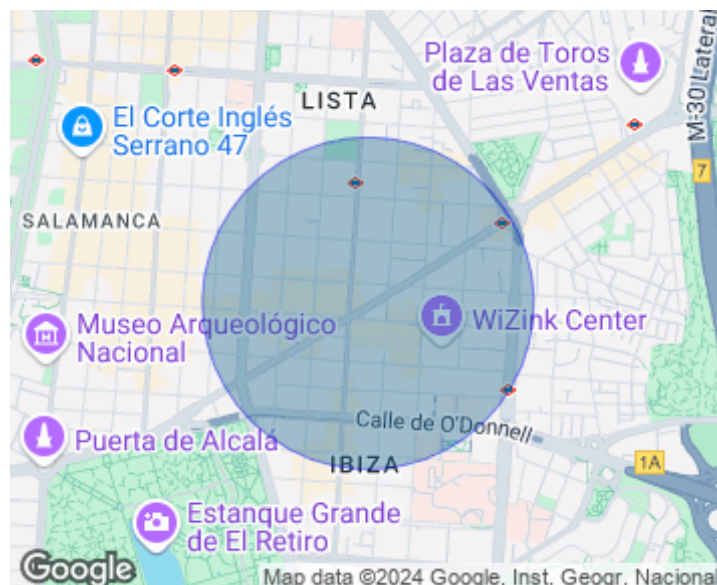 Plaza de Toros
de Las Ventas
M-30 Lateral
LISTA
El Corte Inglés
Serrano 47
7
SALAMANCA
Museo Arqueológico
Nacional
WiZink Center
Calle de O'Donnell
Puerta de Alcalá
IBIZA
1A
Estanque Grande
de El Retiro
Google
Map data ©2024 Google, Inst. Geogr. Nacional